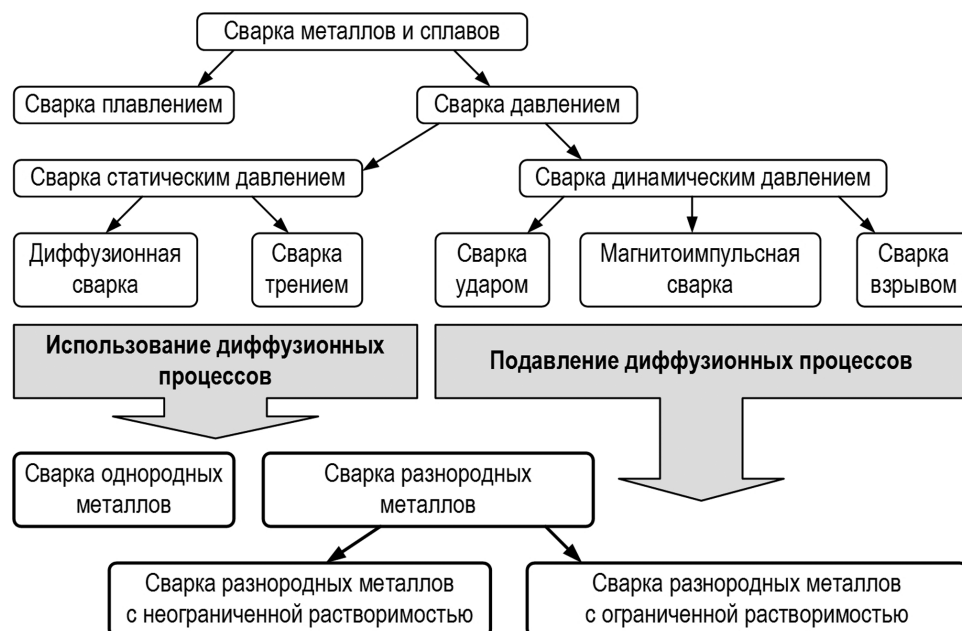 Сварка металлов и сплавов
Сварка плавлением
Сварка давлением
Сварка статическим давлением
Сварка динамическим давлением
Диффузионная
сварка
Сварка
трением
Сварка
ударом
Магнитоимпульсная
сварка
Сварка
взрывом
Использование диффузионных
процессов
Подавление диффузионных процессов
Сварка однородных
металлов
Сварка разнородных
металлов
Сварка разнородных металлов
с неограниченной растворимостью
Сварка разнородных металлов
с ограниченной растворимостью